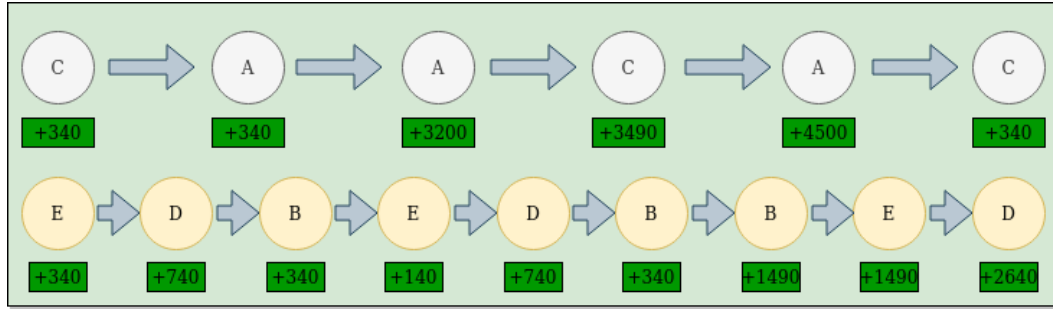 C A A C A C
+340 +340 +3200 +3490 +4500 +340
E D B E D B B E D
+340 +740 +340 +140 +740 +340 +1490 +1490 +2640